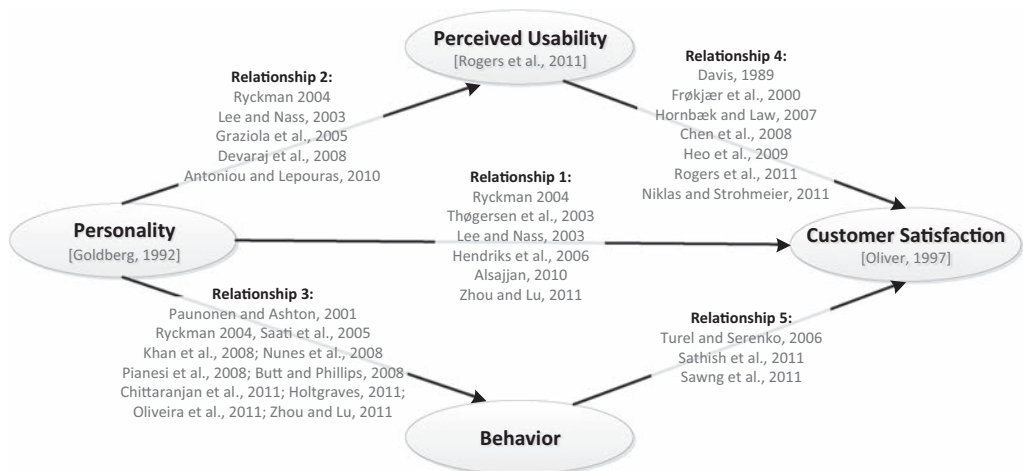 Perceived Usability
[Rogers et al., 2011]
Relationship 2:
Ryckman 2004
Lee and Nass, 2003
Graziola et al., 2005
Devaraj et al., 2008
Antoniou and Lepouras, 2010
Relationship 4:
Davis, 1989
Frøkjær et al., 2000
Hornbæk and Law, 2007
Chen et al., 2008
Heo et al., 2009
Rogers et al., 2011
Niklas and Strohmeier, 2011
Relationship 1:
Ryckman 2004
Thøgersen et al., 2003
Lee and Nass, 2003
Hendriks et al., 2006
Alsajjan, 2010
Zhou and Lu, 2011
Personality
[Goldberg, 1992]
Customer Satisfaction
[Oliver, 1997]
Relationship 3:
Paunonen and Ashton, 2001
Ryckman 2004, Saati et al., 2005
Khan et al., 2008; Nunes et al., 2008
Pianesi et al., 2008; Butt and Phillips, 2008
Chittaranjan et al., 2011; Holtgraves, 2011;
Oliveira et al., 2011; Zhou and Lu, 2011
Relationship 5:
Turel and Serenko, 2006
Sathish et al., 2011
Sawng et al., 2011
Behavior